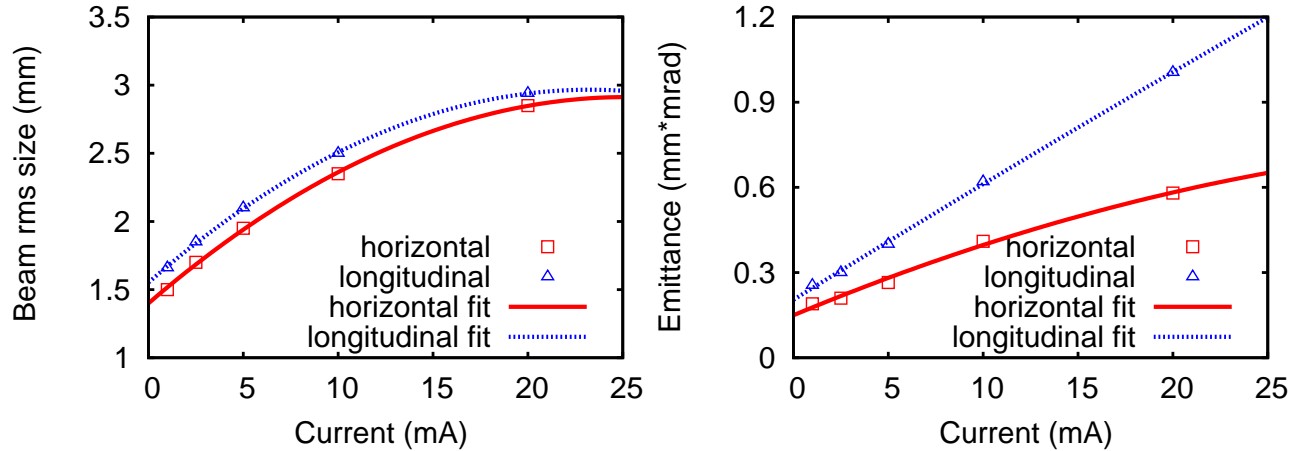 Beam rms size (mm)
3.5
3
2.5
2
1.5
1
horizontal
longitudinal
horizontal fit
longitudinal fit
0 5 10 15 20 25
Current (mA)
Emittance (mm*mrad)
1.2
0.9
0.6
0.3
0
horizontal
longitudinal
horizontal fit
longitudinal fit
0 5 10 15 20 25
Current (mA)